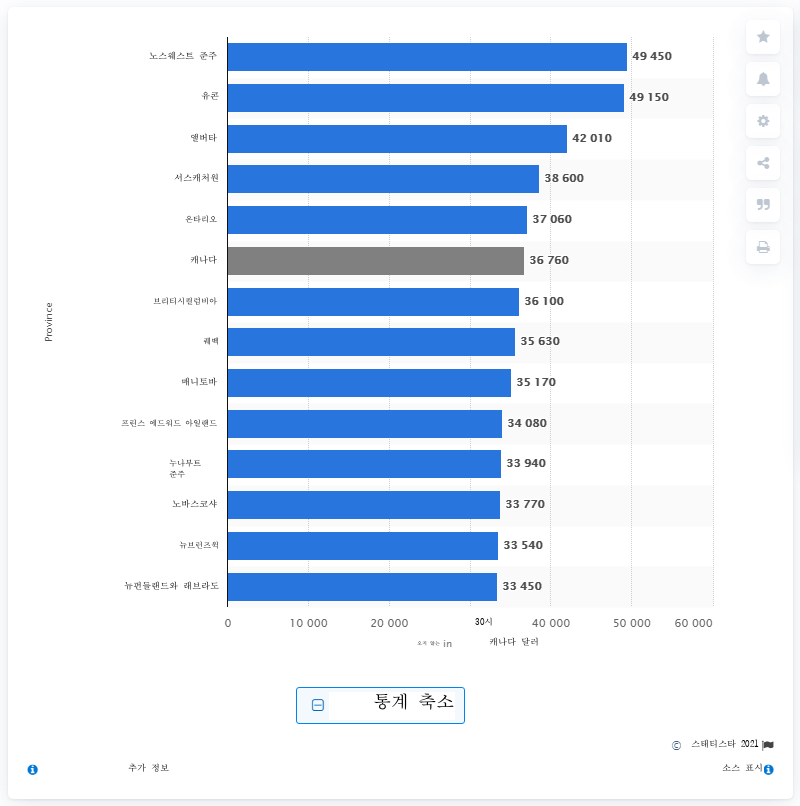 노스웨스트 준주
49 450
유콘
49 150
앨버타
42 010
서스캐처원
38 600
온타리오
37 060
캐나다
36 760
브리티시컬럼비아
36 100
Province
퀘벡
35 630
매니토바
35 170
프린스 에드워드 아일랜드
34 080
누나부트
준주
33 940
노바스코샤
33 770
뉴브런즈윅
33 540
뉴펀들랜드와 래브라도
33 450
0 10 000 20 000 30시 40 000 50 000 60 000
in 캐나다 달러
통계 축소
© 스태티스타 2021
추가 정보 소스 표시